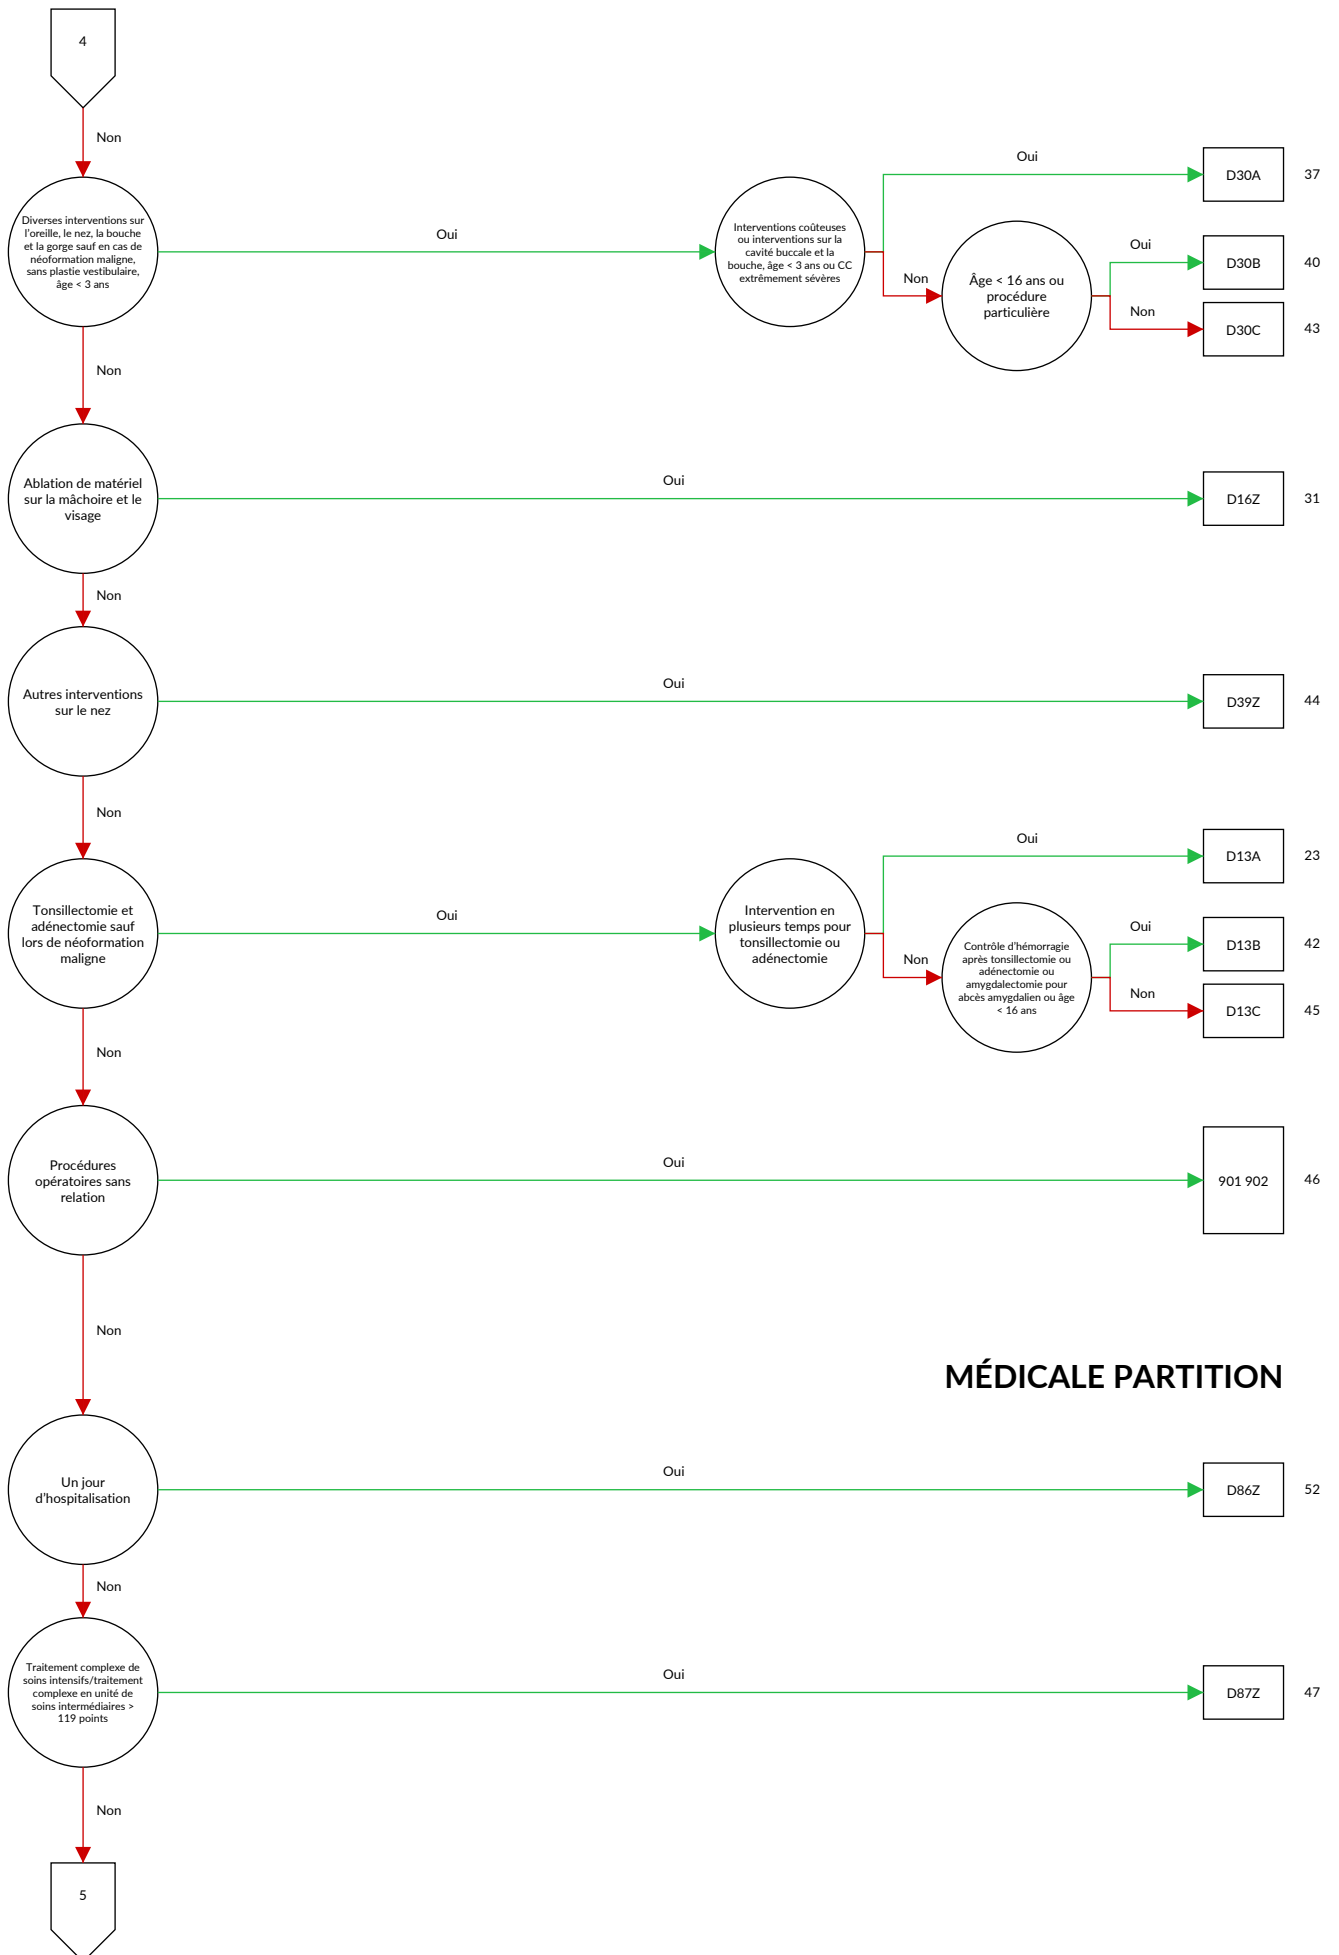 4
Non
Diverses interventions sur
l'oreille, le nez, la bouche
et la gorge sauf en cas de
néoformation maligne,
sans plastie vestibulaire,
âge < 3 ans
Oui
Interventions coûteuses
ou interventions sur la
cavité buccale et la
bouche, âge < 3 ans ou CC
extrêmement sévères
Oui
D30A
37
Non
Âge < 16 ans ou
procédure
particulière
Oui
D30B
40
Non
D30C
43
Non
Ablation de matériel
sur la mâchoire et le
visage
Oui
D16Z
31
Non
Autres interventions
sur le nez
Oui
D39Z
44
Non
Tonsillectomie et
adénectomie sauf
lors de néoformation
maligne
Oui
Intervention en
plusieurs temps pour
tonsillectomie ou
adénectomie
Oui
D13A
23
Non
Contrôle d'hémorragie
après tonsillectomie ou
adénectomie ou
amygdalectomie pour
abcès amygdalien ou âge
< 16 ans
Oui
D13B
42
Non
D13C
45
Non
Procédures
opératoires sans
relation
Oui
901 902
46
Non
MÉDICALE PARTITION
Un jour
d'hospitalisation
Oui
D86Z
52
Non
Traitement complexe de
soins intensifs/traitement
complexe en unité de
soins intermédiaires >
119 points
Oui
D87Z
47
Non
5